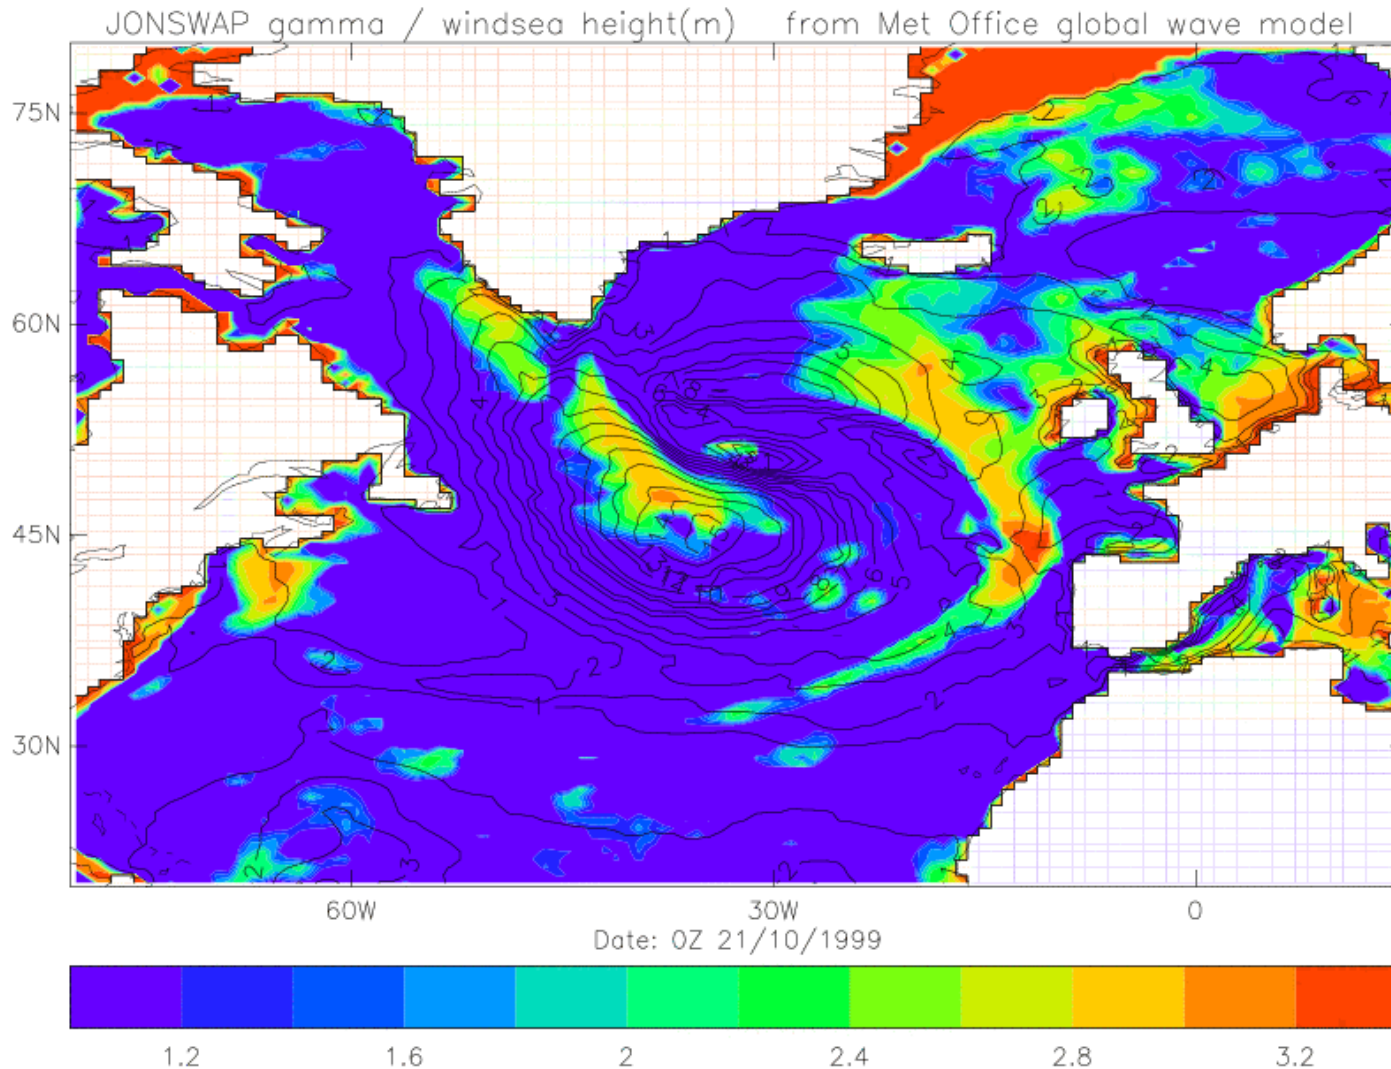 JONSWAP gamma / windsea height(m) from Met Office global wave model
75N
60N
45N
30N
60W 30W 0
Date: 0Z 21/10/1999
1.2 1.6 2 2.4 2.8 3.2